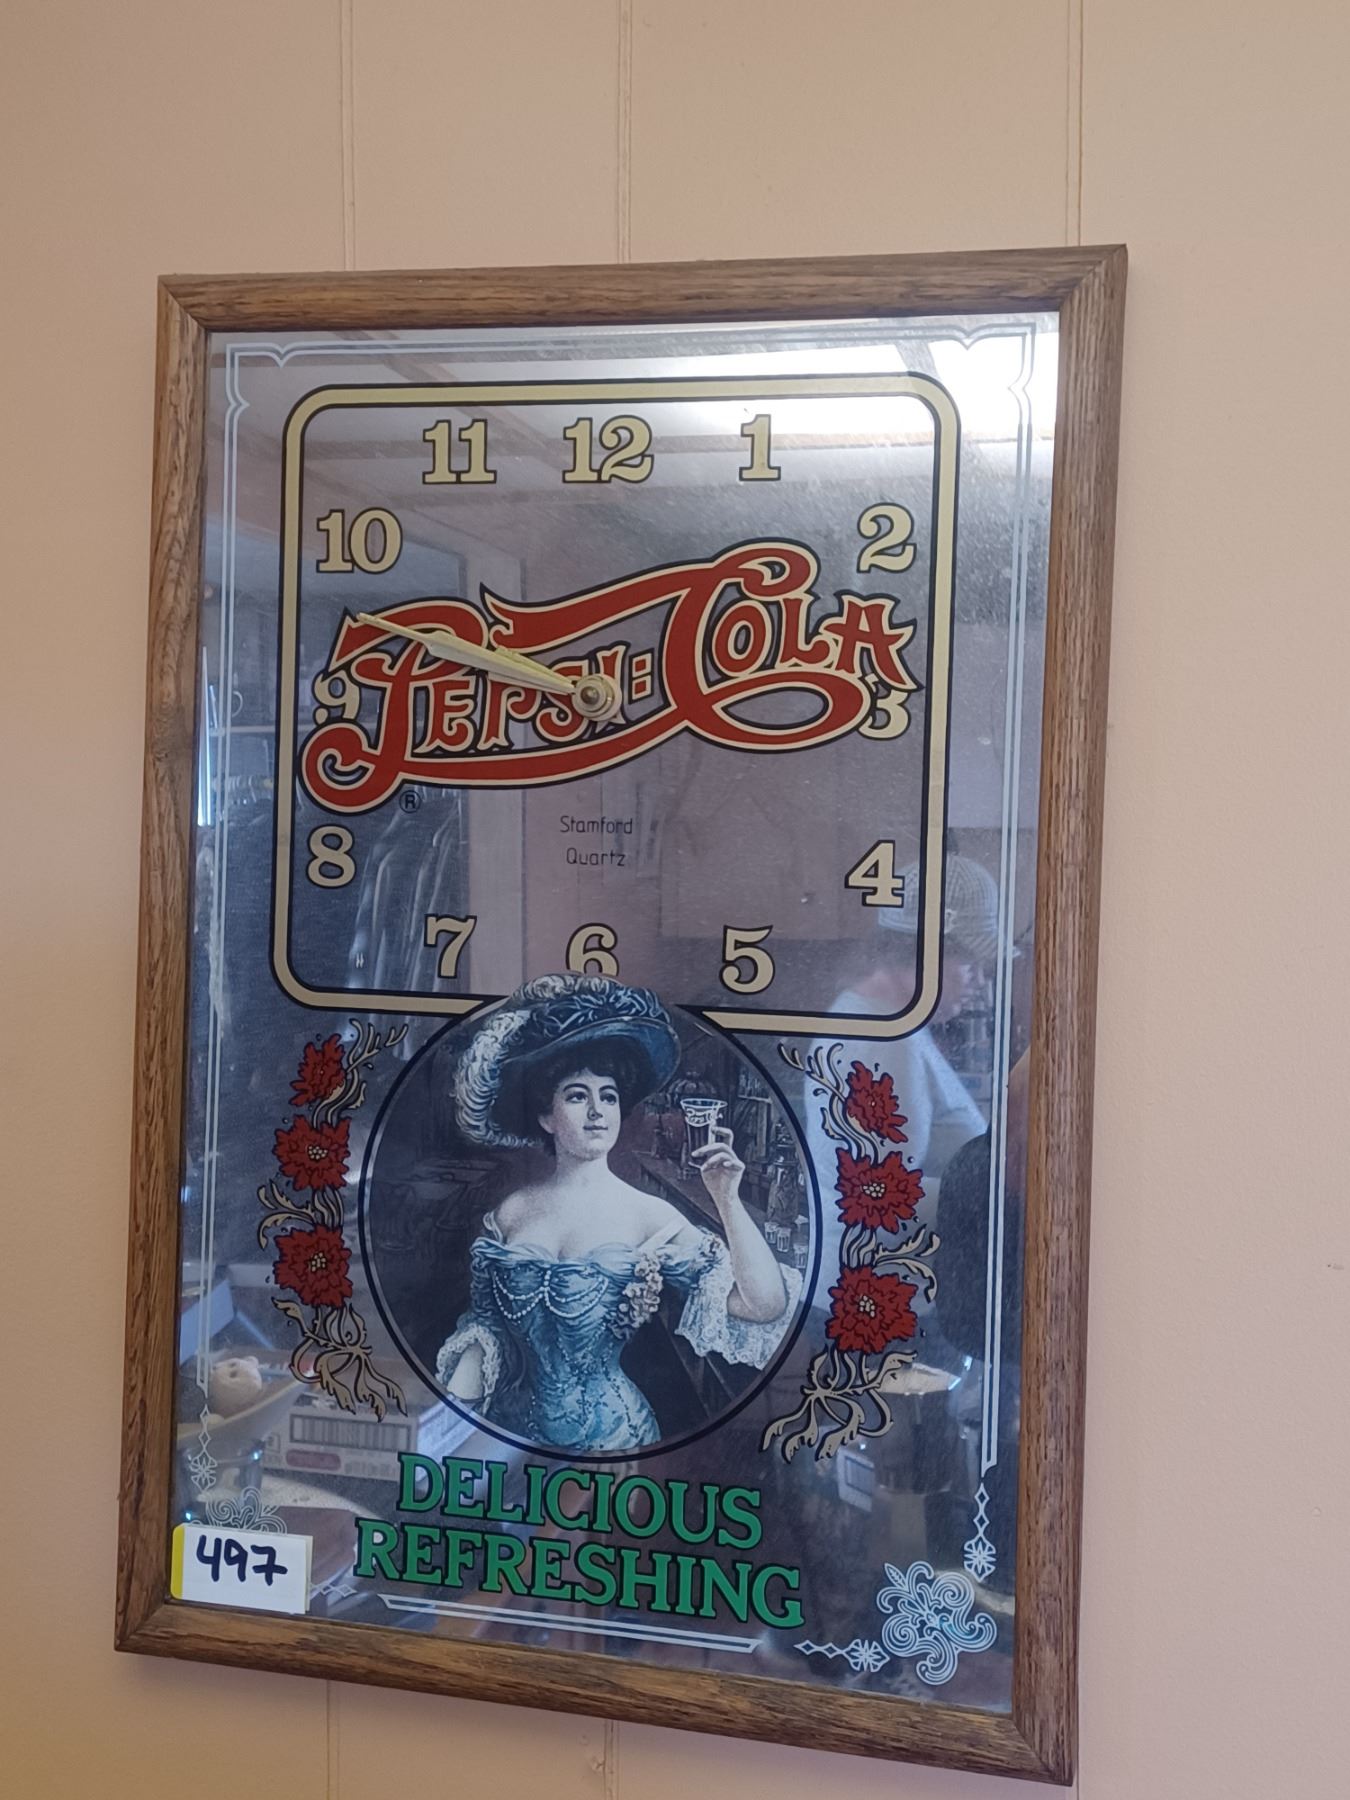 11 12 1
10 2
PEPSI:COLA
9 3
®
Stamford
Quartz
8 4
7 6 5
DELICIOUS
REFRESHING
497